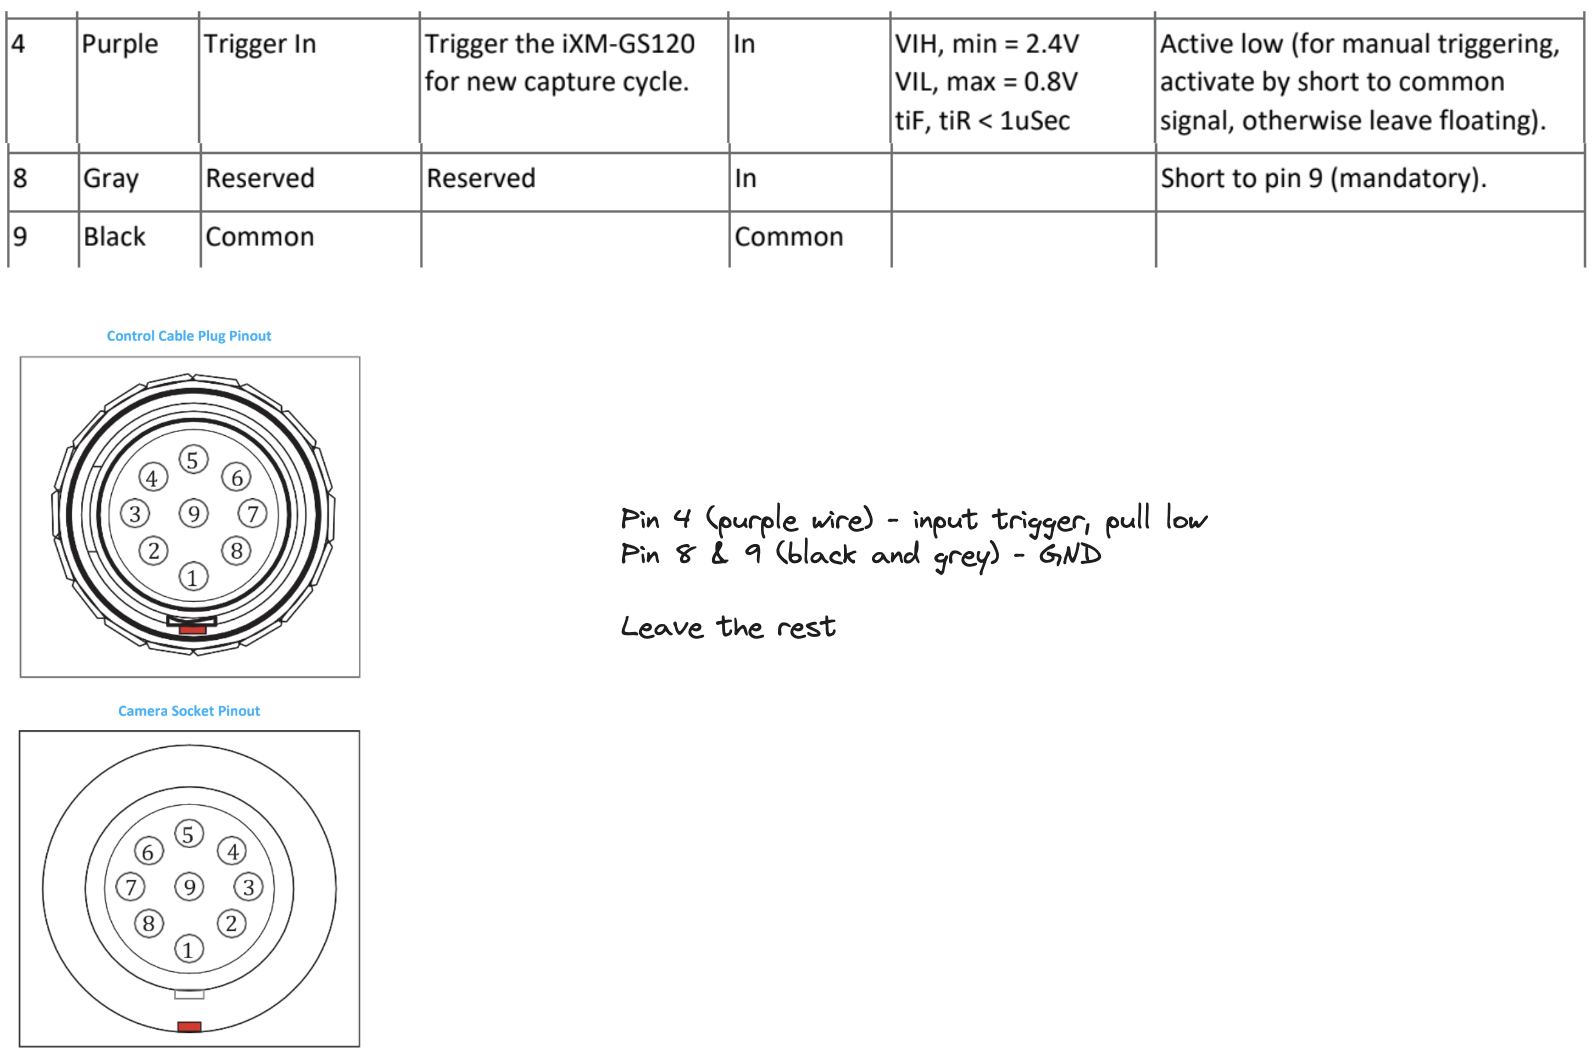 4 Purple Trigger In Trigger the iXM-GS120 In VIH, min = 2.4V Active low (for manual triggering,
for new capture cycle. VIL, max = 0.8V activate by short to common
tiF, tiR < 1uSec signal, otherwise leave floating).
8 Gray Reserved Reserved In Short to pin 9 (mandatory).
9 Black Common Common
Control Cable Plug Pinout
5
4 6
3 9 7
2 8
1
Pin 4 (purple wire) - input trigger, pull low
Pin 8 & 9 (black and grey) - GND
Leave the rest
Camera Socket Pinout
5
6 4
7 9 3
8 2
1